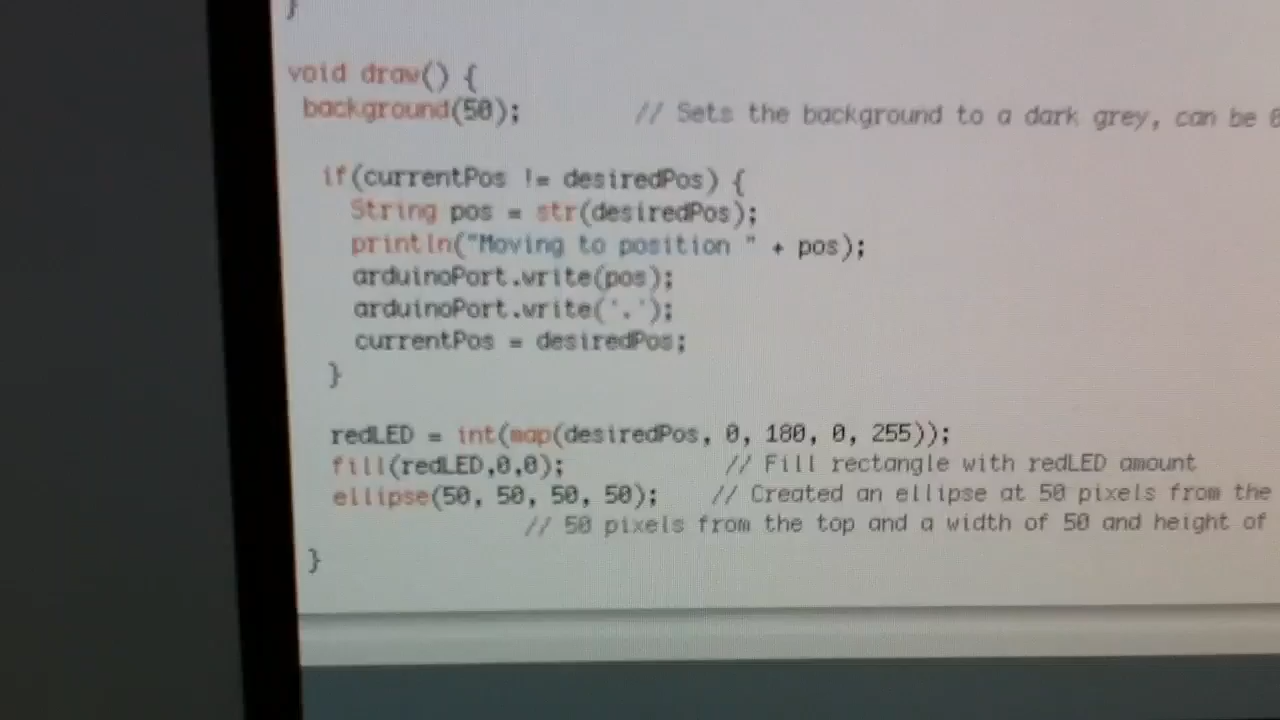 }
void draw() {
background(50); // Sets the background to a dark grey, can be
if(currentPos != desiredPos) {
String pos = str(desiredPos);
println("Moving to position " + pos);
arduinoPort.write(pos);
arduinoPort.write('.');
currentPos = desiredPos;
}
redLED = int(map(desiredPos, 0, 180, 0, 255));
fill(redLED,0,0); // Fill rectangle with redLED amount
ellipse(50, 50, 50, 50); // Created an ellipse at 50 pixels from the
// 50 pixels from the top and a width of 50 and height of
}